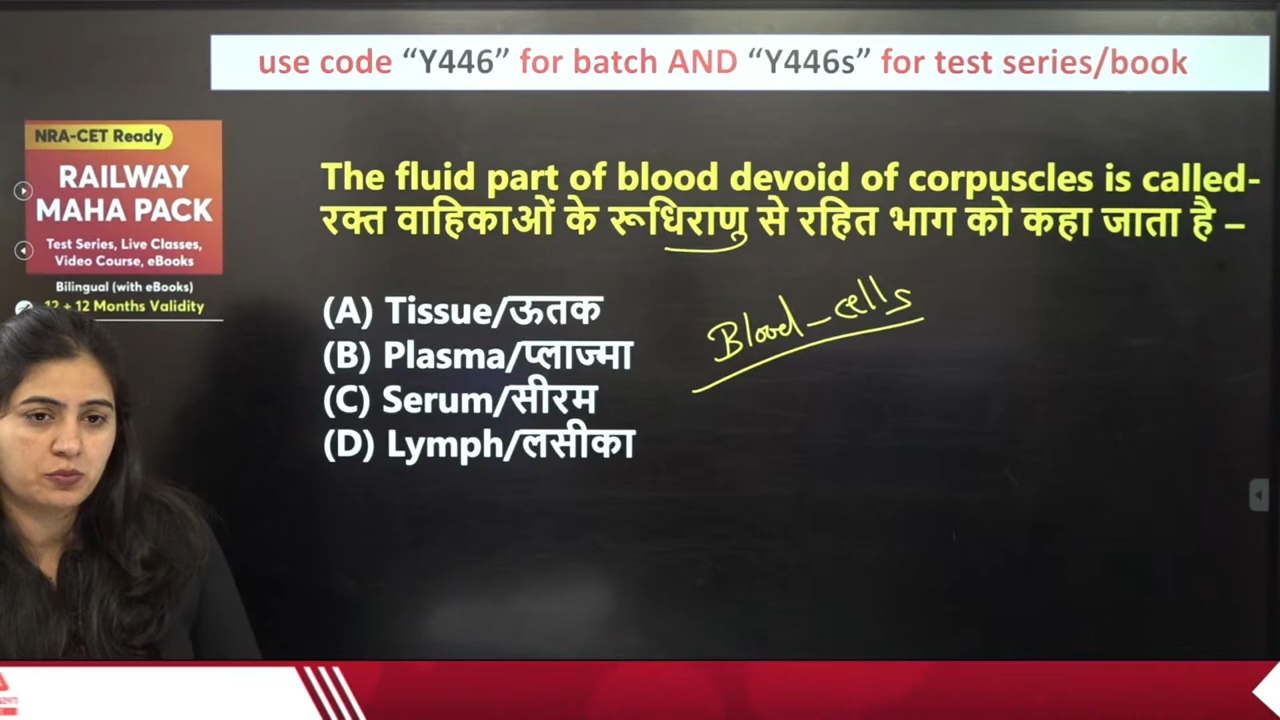 use code “Y446” for batch AND “Y446s” for test series/book
NRA-CET Ready
RAILWAY
MAHA PACK
Test Series, Live Classes,
Video Course, eBooks
Bilingual (with eBooks)
12 + 12 Months Validity
The fluid part of blood devoid of corpuscles is called-
रक्त वाहिकाओं के रूधिराणु से रहित भाग को कहा जाता है –
(A) Tissue/ऊतक
(B) Plasma/प्लाज्मा
(C) Serum/सीरम
(D) Lymph/लसीका
Blood-cells